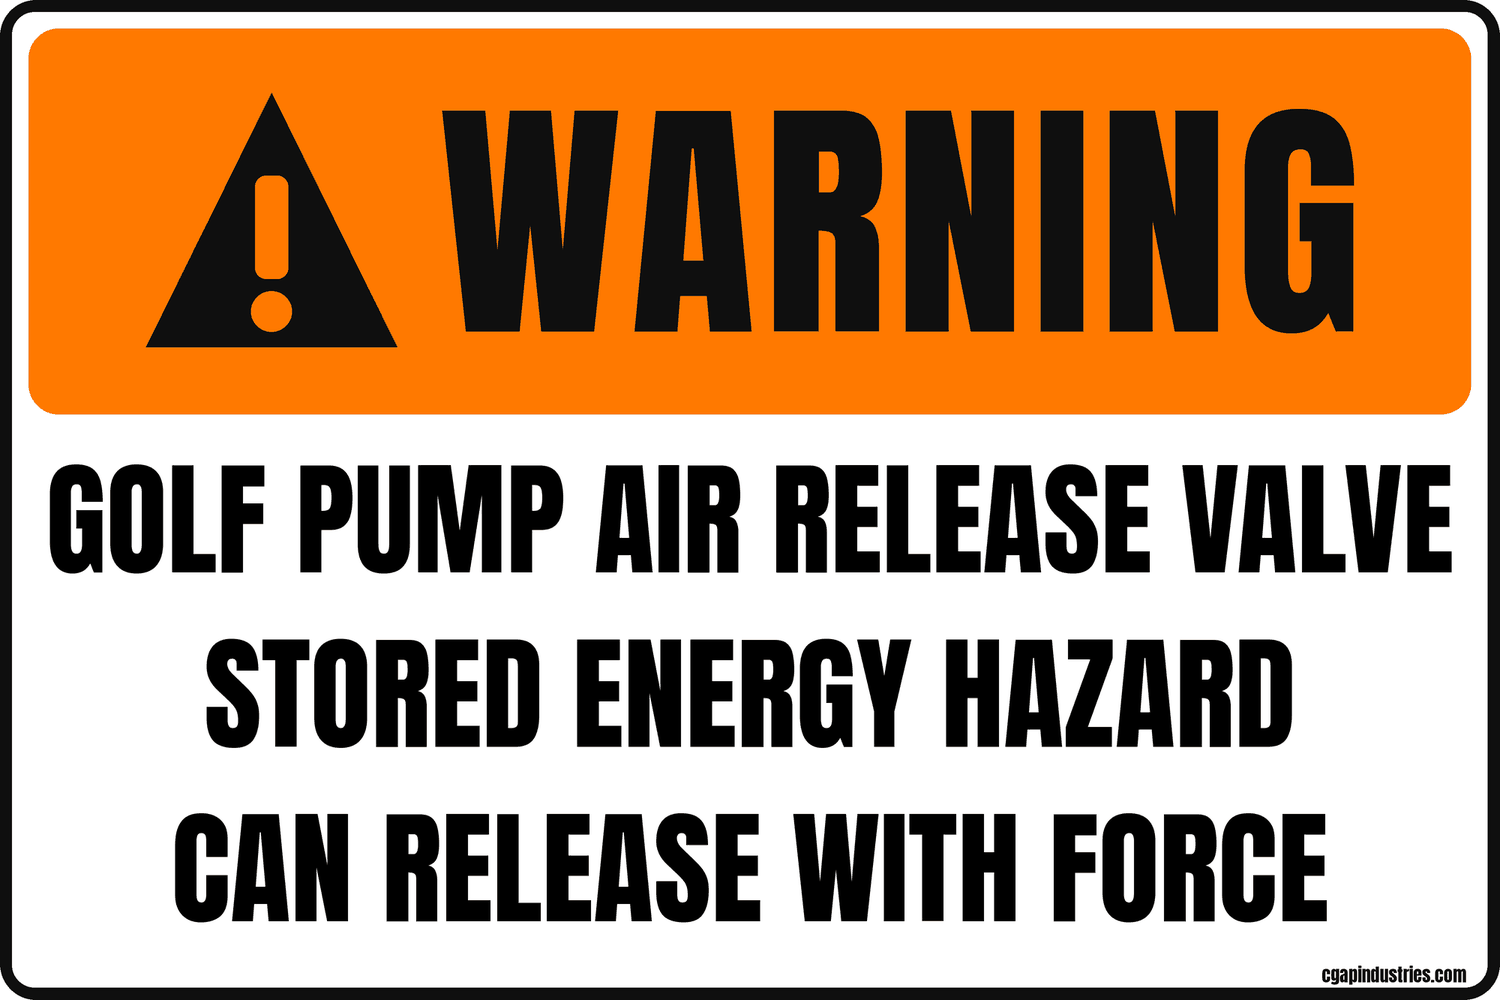 WARNING
GOLF PUMP AIR RELEASE VALVE
STORED ENERGY HAZARD
CAN RELEASE WITH FORCE
cgapindustries.com